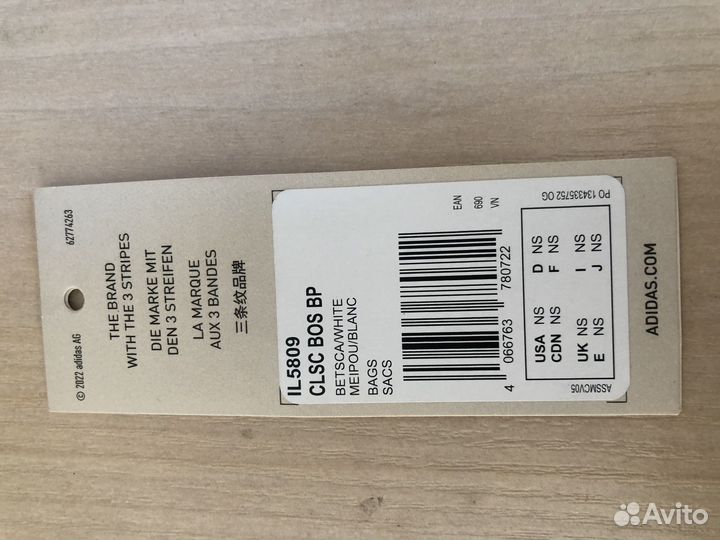 © 2022 adidas AG
62774263
THE BRAND
WITH THE 3 STRIPES
DIE MARKE MIT
DEN 3 STREIFEN
LA MARQUE
AUX 3 BANDES
三条纹品牌
IL5809
CLSC BOS BP
BETSCA/WHITE
MEIPOU/BLANC
BAGS
SACS
EAN
690
VN
4 066763 780722
USA NS D NS
CDN NS F NS
UK NS I NS
E NS J NS
ASSMCV05
PO 134335752 OG
ADIDAS.COM
Avito